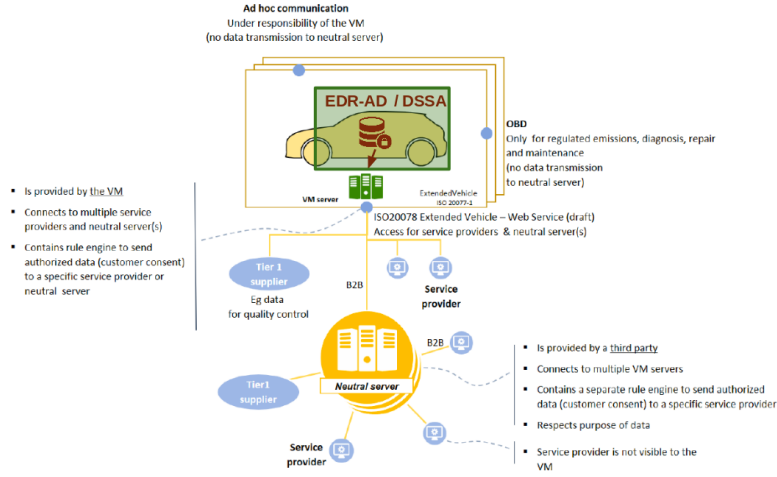 Ad hoc communication
Under responsibility of the VM
(no data transmission to neutral server)
EDR-AD / DSSA
OBD
Only for regulated emissions, diagnosis, repair
and maintenance
(no data transmission
to neutral server)
VM server
ExtendedVehicle
ISO 20077-1
▪ Is provided by the VM
▪ Connects to multiple service
providers and neutral server(s)
▪ Contains rule engine to send
authorized data (customer consent)
to a specific service provider or
neutral server
ISO20078 Extended Vehicle – Web Service (draft)
Access for service providers & neutral server(s)
Tier 1
supplier
Eg data
for quality control
B2B
Service
provider
B2B
Neutral server
Tier1
supplier
Service
provider
▪ Is provided by a third party
▪ Connects to multiple VM servers
▪ Contains a separate rule engine to send authorized
data (customer consent) to a specific service provider
▪ Respects purpose of data
▪ Service provider is not visible to the
VM